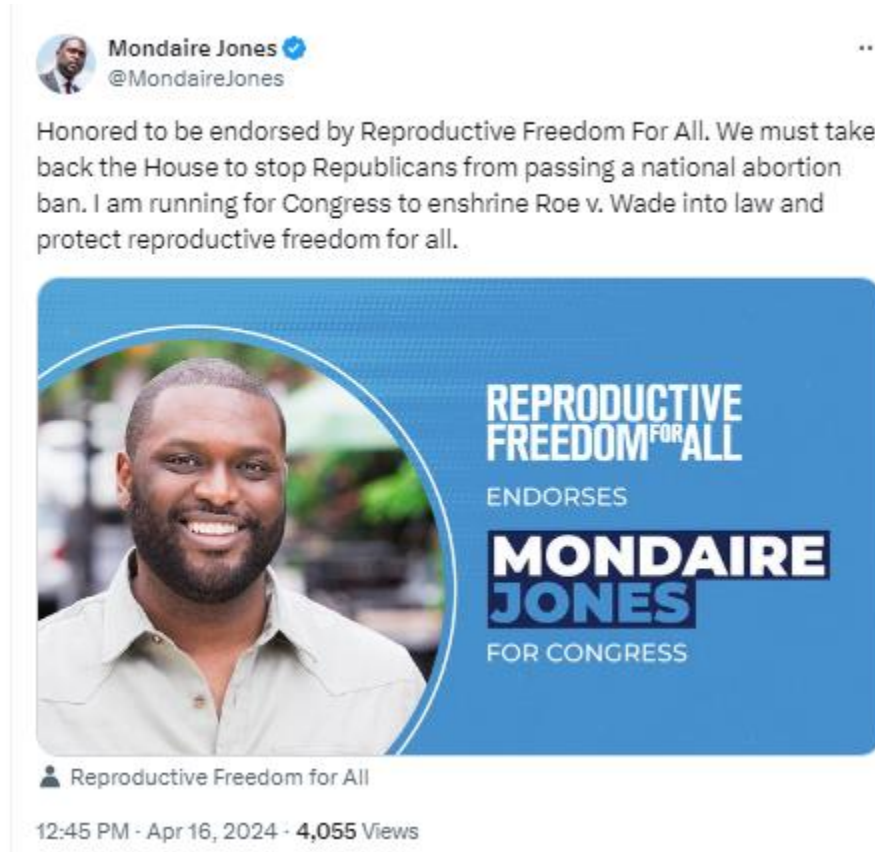 Mondaire Jones
@MondaireJones
Honored to be endorsed by Reproductive Freedom For All. We must take
back the House to stop Republicans from passing a national abortion
ban. I am running for Congress to enshrine Roe v. Wade into law and
protect reproductive freedom for all.
REPRODUCTIVE
FREEDOM FOR ALL
ENDORSES
MONDAIRE
JONES
FOR CONGRESS
Reproductive Freedom for All
12:45 PM · Apr 16, 2024 · 4,055 Views